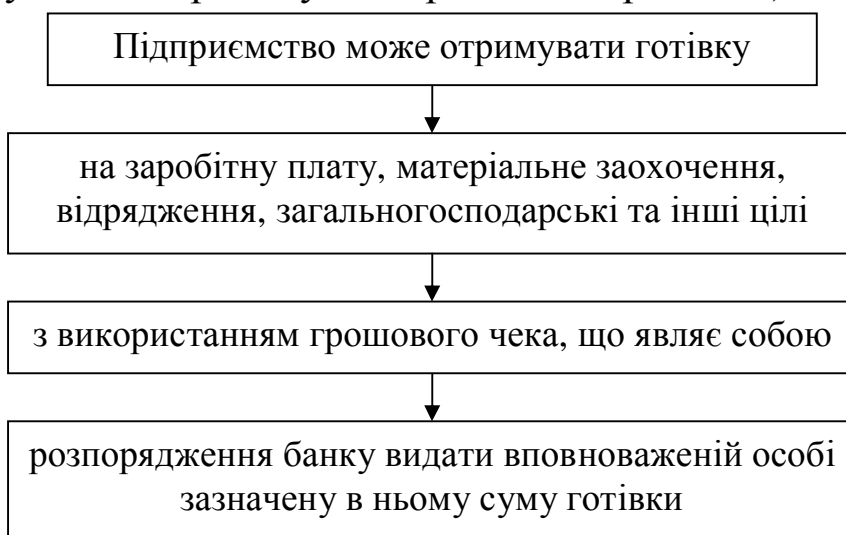 Підприємство може отримувати готівку
на заробітну плату, матеріальне заохочення,
відрядження, загальногосподарські та інші цілі
з використанням грошового чека, що являє собою
розпорядження банку видати вповноваженій особі
зазначену в ньому суму готівки